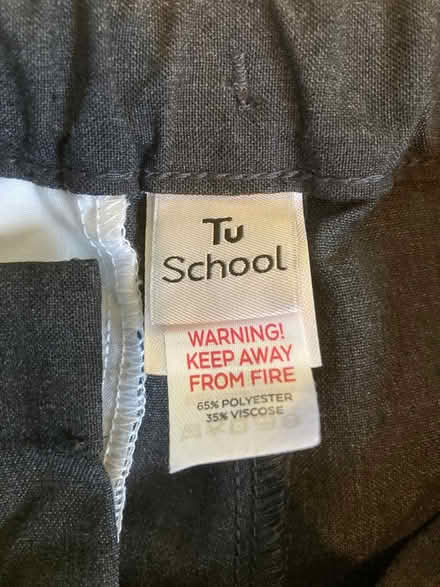 Tu
School
WARNING!
KEEP AWAY
FROM FIRE
65% POLYESTER
35% VISCOSE